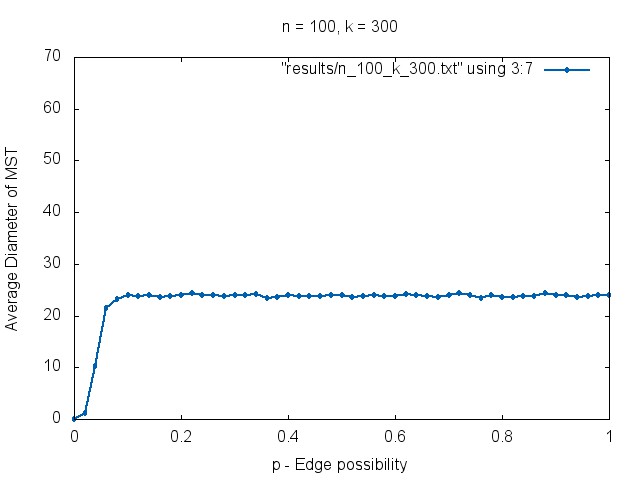 n = 100, k = 300
"results/n_100_k_300.txt" using 3:7
70
60
50
40
30
20
10
0
Average Diameter of MST
0 0.2 0.4 0.6 0.8 1
p - Edge possibility